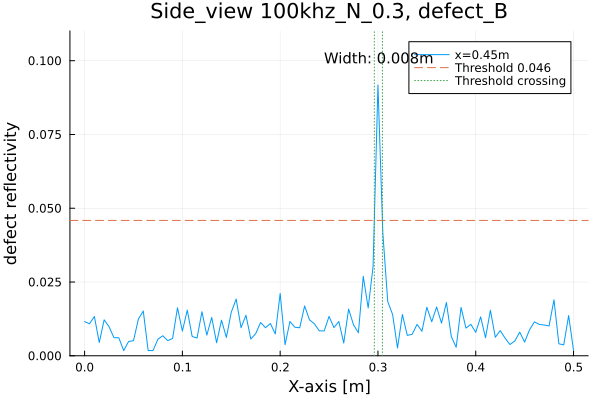 Side_view 100khz_N_0.3, defect_B
Width: 0.008m
x=0.45m
Threshold 0.046
Threshold crossing
defect reflectivity
0.100
0.075
0.050
0.025
0.000
0.0 0.1 0.2 0.3 0.4 0.5
X-axis [m]